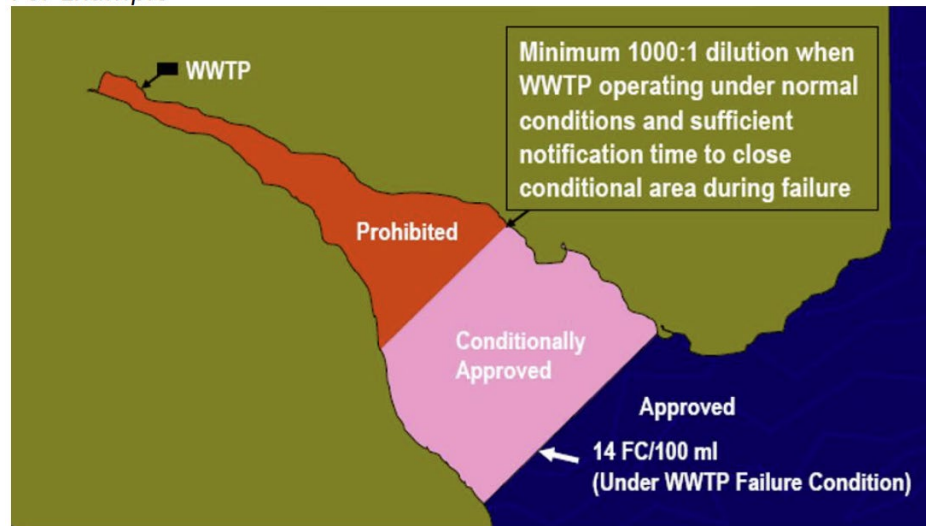 WWTP
Minimum 1000:1 dilution when
WWTP operating under normal
conditions and sufficient
notification time to close
conditional area during failure
Prohibited
Conditionally
Approved
Approved
14 FC/100 ml
(Under WWTP Failure Condition)